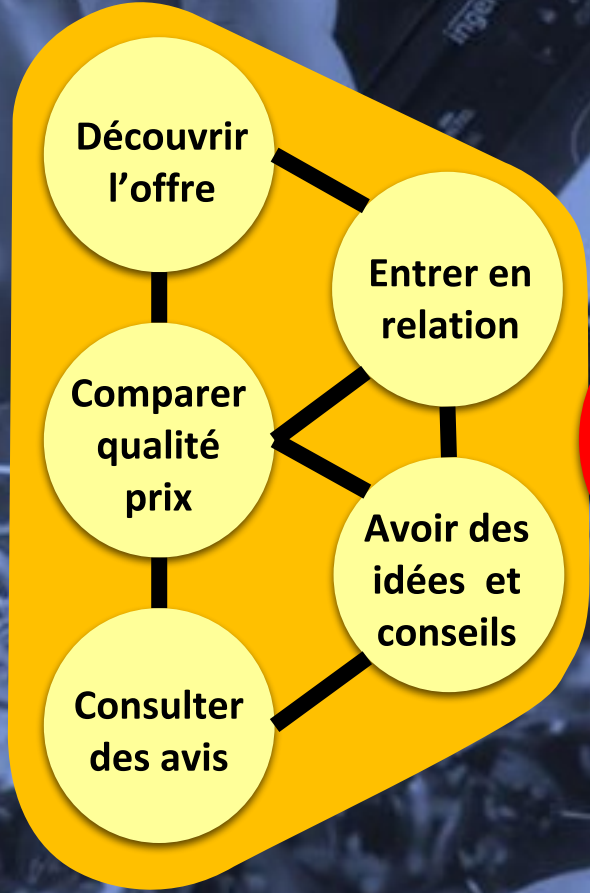 Découvrir
l’offre
Entrer en
relation
Comparer
qualité
prix
Avoir des
idées et
conseils
Consulter
des avis